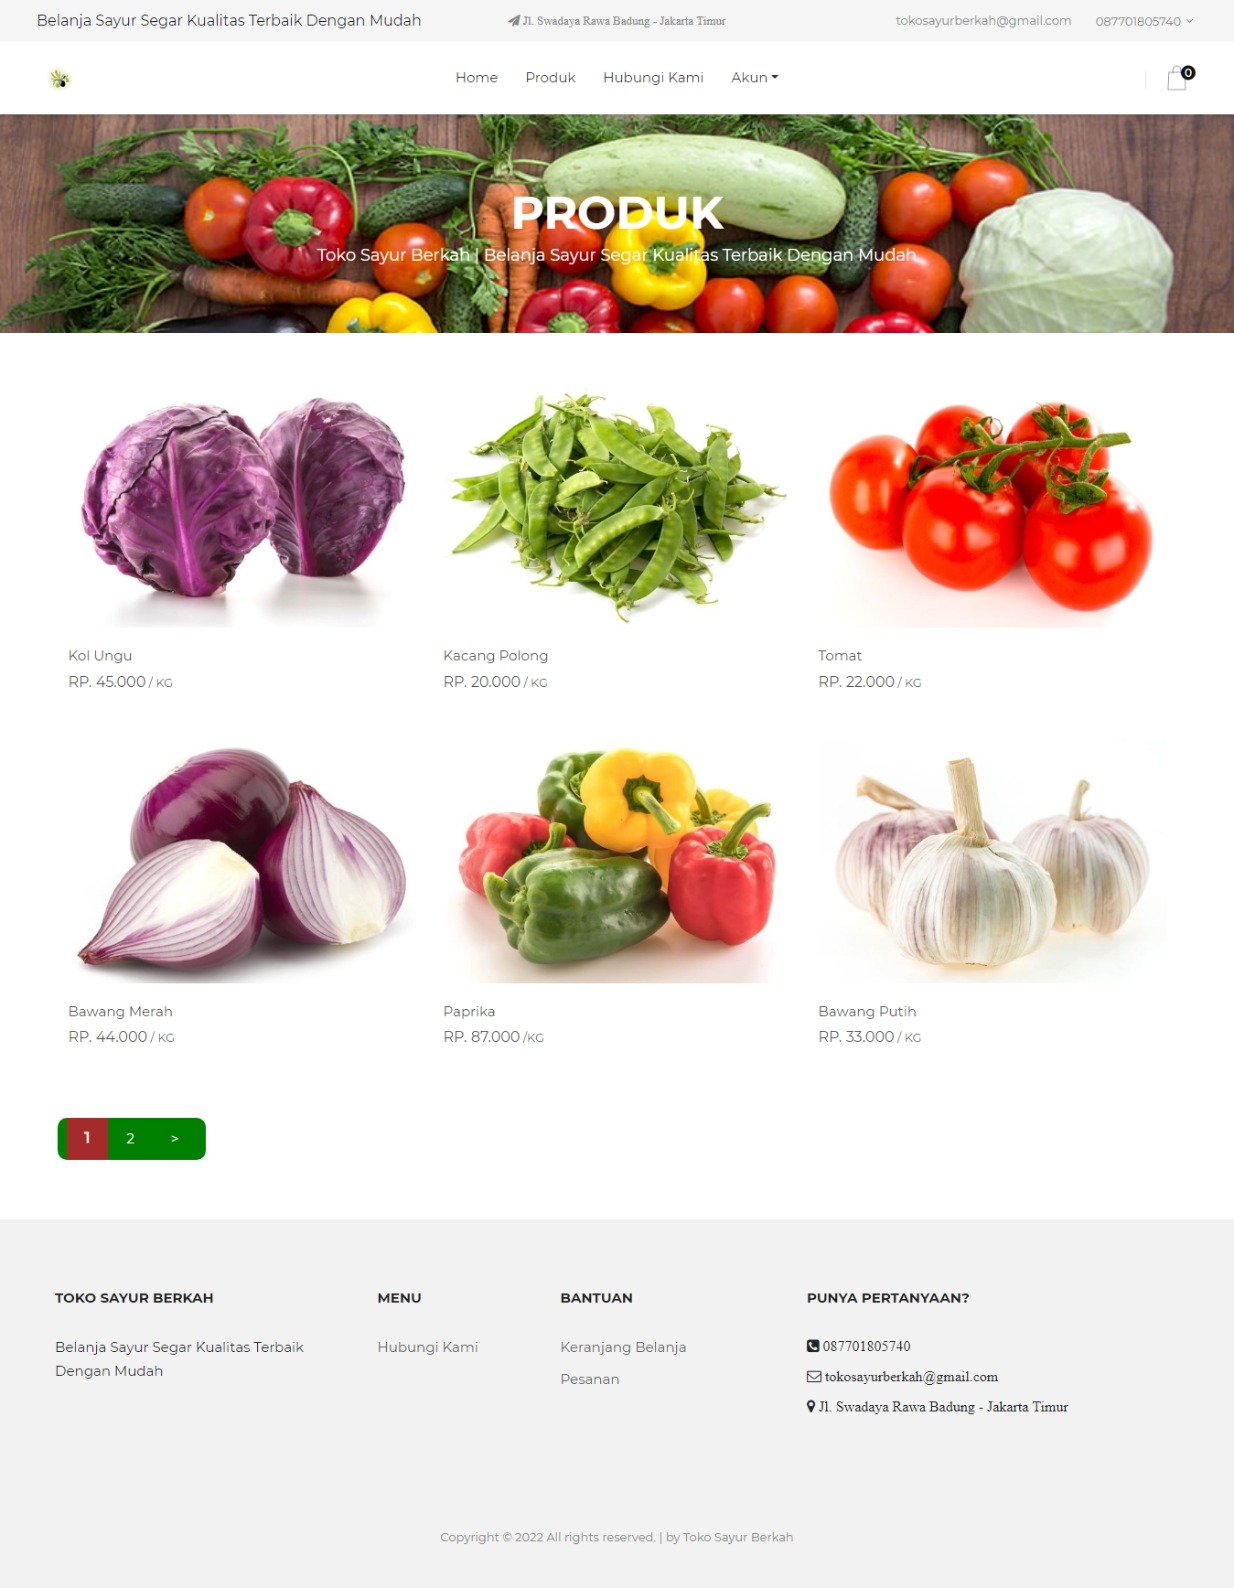 Belanja Sayur Segar Kualitas Terbaik Dengan Mudah
Jl. Swadaya Rawa Badung - Jakarta Timur
tokosayurberkah@gmail.com
087701805740
Home
Produk
Hubungi Kami
Akun
0
PRODUK
Toko Sayur Berkah | Belanja Sayur Segar Kualitas Terbaik Dengan Mudah
Kol Ungu
RP. 45.000 / KG
Kacang Polong
RP. 20.000 / KG
Tomat
RP. 22.000 / KG
Bawang Merah
RP. 44.000 / KG
Paprika
RP. 87.000 /KG
Bawang Putih
RP. 33.000 / KG
1 2 >
TOKO SAYUR BERKAH
Belanja Sayur Segar Kualitas Terbaik
Dengan Mudah
MENU
Hubungi Kami
BANTUAN
Keranjang Belanja
Pesanan
PUNYA PERTANYAAN?
087701805740
tokosayurberkah@gmail.com
Jl. Swadaya Rawa Badung - Jakarta Timur
Copyright © 2022 All rights reserved. | by Toko Sayur Berkah